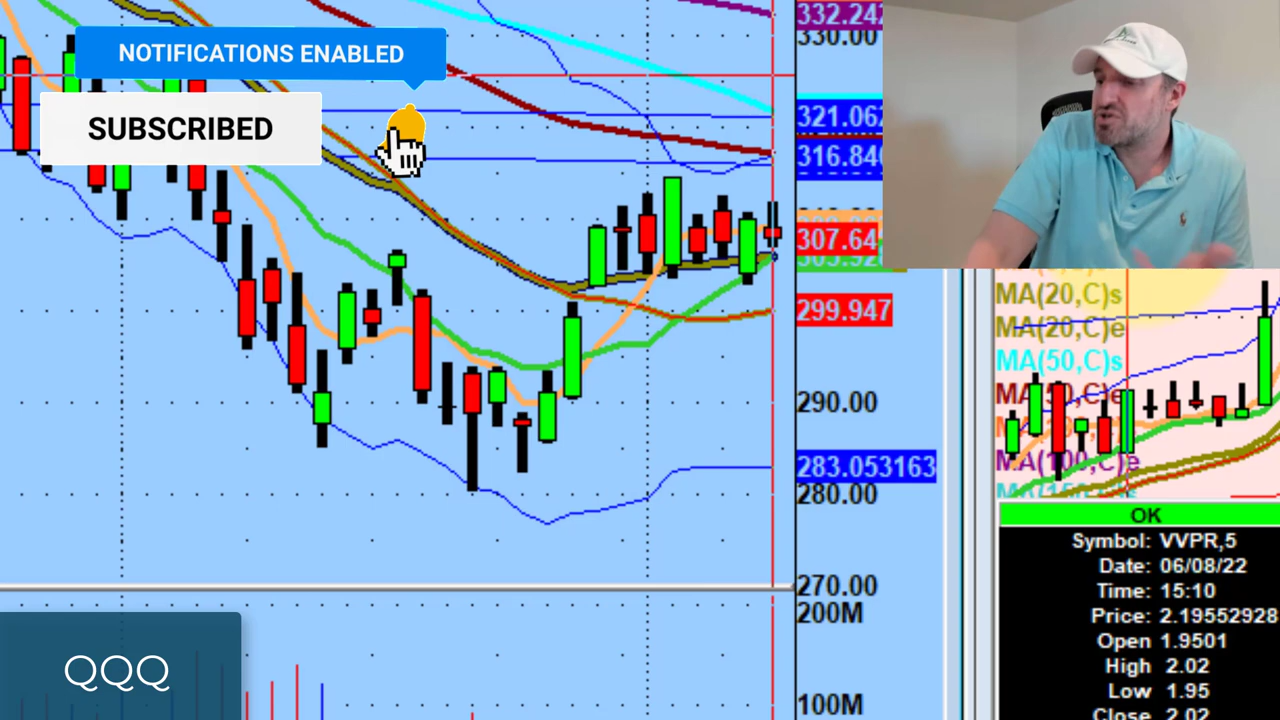 NOTIFICATIONS ENABLED
SUBSCRIBED
332.242
330.00
321.062
316.846
307.64
299.947
290.00
283.053163
280.00
270.00
200M
100M
QQQ
MA(20,C)s
MA(20,C)e
MA(50,C)s
MA(100,C)e
OK
Symbol: VVPR,5
Date: 06/08/22
Time: 15:10
Price: 2.19552928
Open 1.9501
High 2.02
Low 1.95
Close 2.02